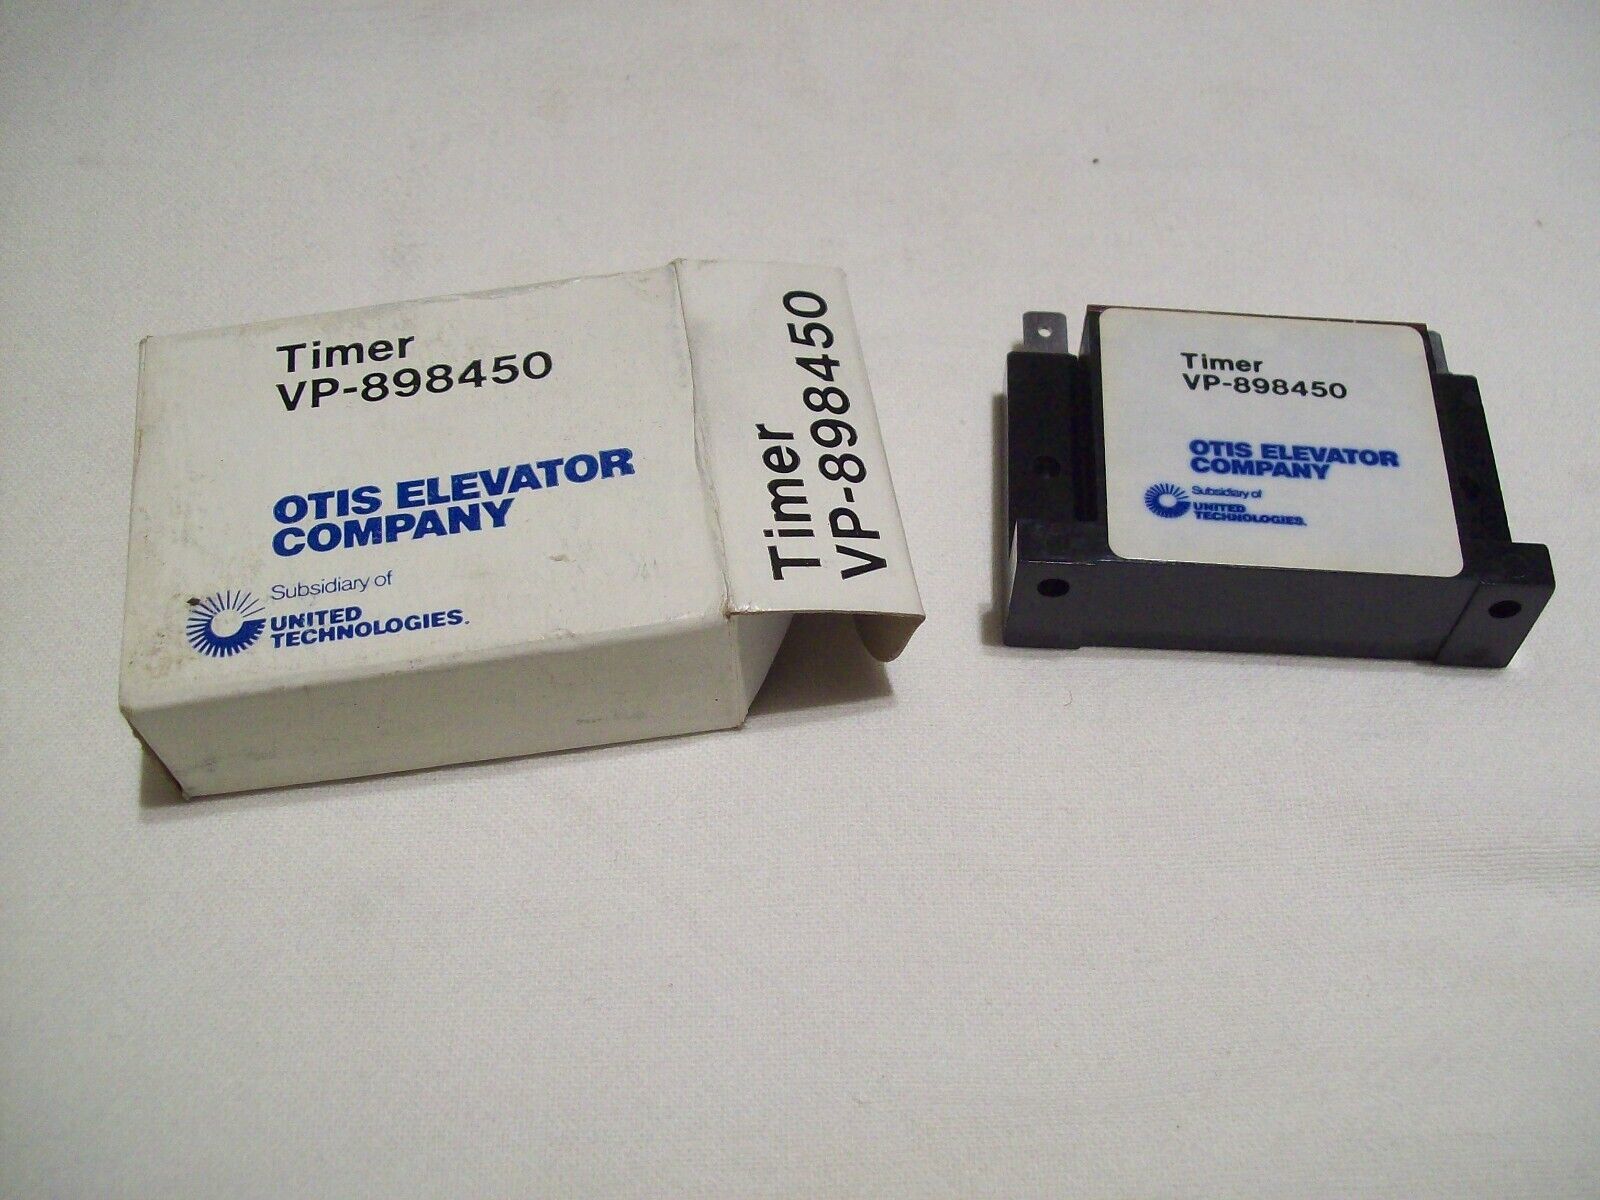 Timer
VP-898450
OTIS ELEVATOR
COMPANY
Subsidiary of
UNITED
TECHNOLOGIES.
Timer
VP-898450
Timer
VP-898450
OTIS ELEVATOR
COMPANY
Subsidiary of
UNITED
TECHNOLOGIES.